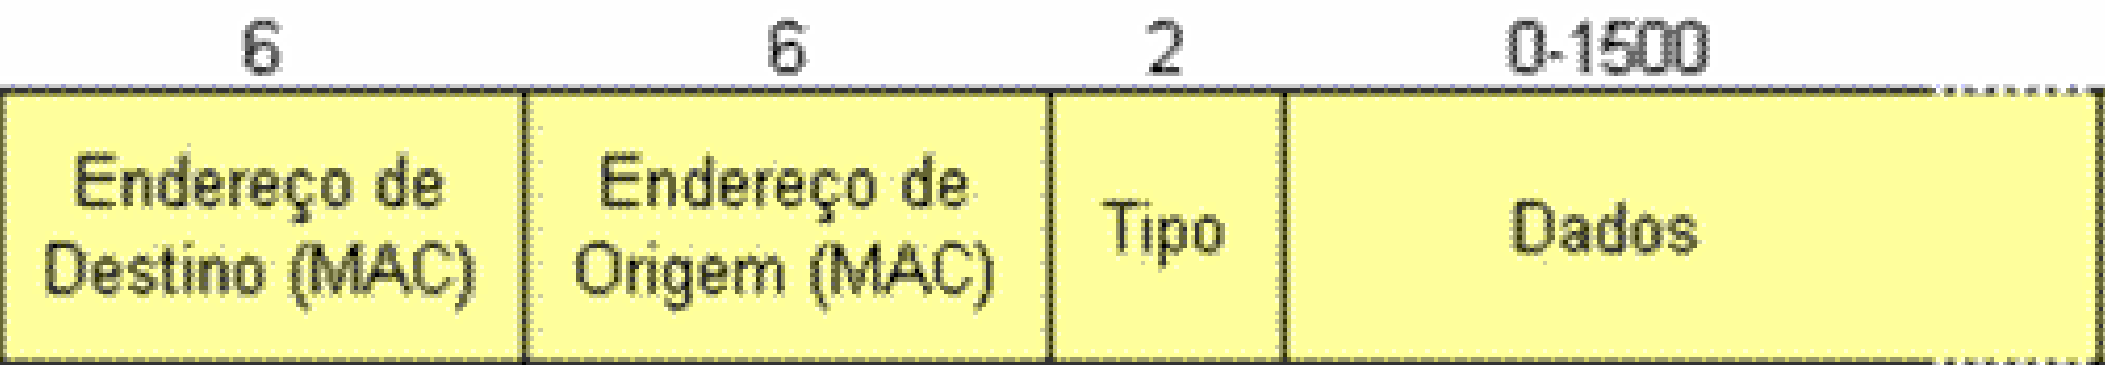 6 6 2 0-1500
Endereço de
Destino (MAC)
Endereço de
Origem (MAC)
Tipo
Dados